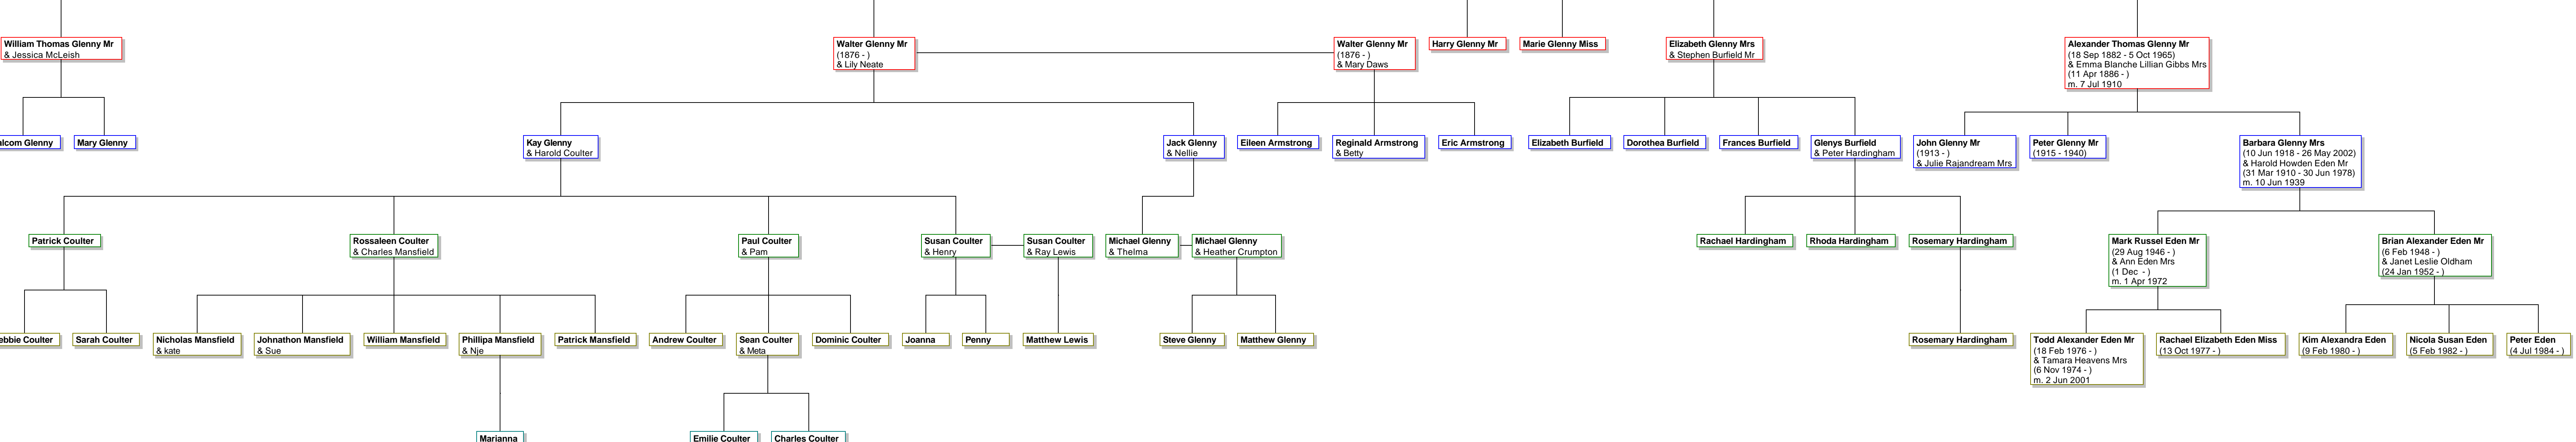 William Thomas Glenny Mr
& Jessica McLeish
Walter Glenny Mr
(1876 - )
& Lily Neate
Walter Glenny Mr
(1876 - )
& Mary Daws
Harry Glenny Mr
Marie Glenny Miss
Elizabeth Glenny Mrs
& Stephen Burfield Mr
Alexander Thomas Glenny Mr
(18 Sep 1882 - 5 Oct 1965)
& Emma Blanche Lillian Gibbs Mrs
(11 Apr 1886 - )
m. 7 Jul 1910
lcom Glenny
Mary Glenny
Kay Glenny
& Harold Coulter
Jack Glenny
& Nellie
Eileen Armstrong
Reginald Armstrong
& Betty
Eric Armstrong
Elizabeth Burfield
Dorothea Burfield
Frances Burfield
Glenys Burfield
& Peter Hardingham
John Glenny Mr
(1913 - )
& Julie Rajandream Mrs
Peter Glenny Mr
(1915 - 1940)
Barbara Glenny Mrs
(10 Jun 1918 - 26 May 2002)
& Harold Howden Eden Mr
(31 Mar 1910 - 30 Jun 1978)
m. 10 Jun 1939
Patrick Coulter
Rossaleen Coulter
& Charles Mansfield
Paul Coulter
& Pam
Susan Coulter
& Henry
Susan Coulter
& Ray Lewis
Michael Glenny
& Thelma
Michael Glenny
& Heather Crumpton
Rachael Hardingham
Rhoda Hardingham
Rosemary Hardingham
Mark Russel Eden Mr
(29 Aug 1946 - )
& Ann Eden Mrs
(1 Dec  - )
m. 1 Apr 1972
Brian Alexander Eden Mr
(6 Feb 1948 - )
& Janet Leslie Oldham
(24 Jan 1952 - )
ebbie Coulter
Sarah Coulter
Nicholas Mansfield
& kate
Johnathon Mansfield
& Sue
William Mansfield
Phillipa Mansfield
& Nje
Patrick Mansfield
Andrew Coulter
Sean Coulter
& Meta
Dominic Coulter
Joanna
Penny
Matthew Lewis
Steve Glenny
Matthew Glenny
Rosemary Hardingham
Todd Alexander Eden Mr
(18 Feb 1976 - )
& Tamara Heavens Mrs
(6 Nov 1974 - )
m. 2 Jun 2001
Rachael Elizabeth Eden Miss
(13 Oct 1977 - )
Kim Alexandra Eden
(9 Feb 1980 - )
Nicola Susan Eden
(5 Feb 1982 - )
Peter Eden
(4 Jul 1984 - )
Marianna
Emilie Coulter
Charles Coulter